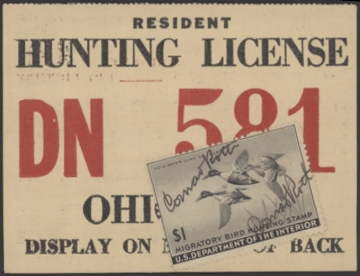 RESIDENT
HUNTING LICENSE
DN 581
OHI
$1
MIGRATORY BIRD HUNTING STAMP
U.S. DEPARTMENT OF THE INTERIOR
DISPLAY ON BACK